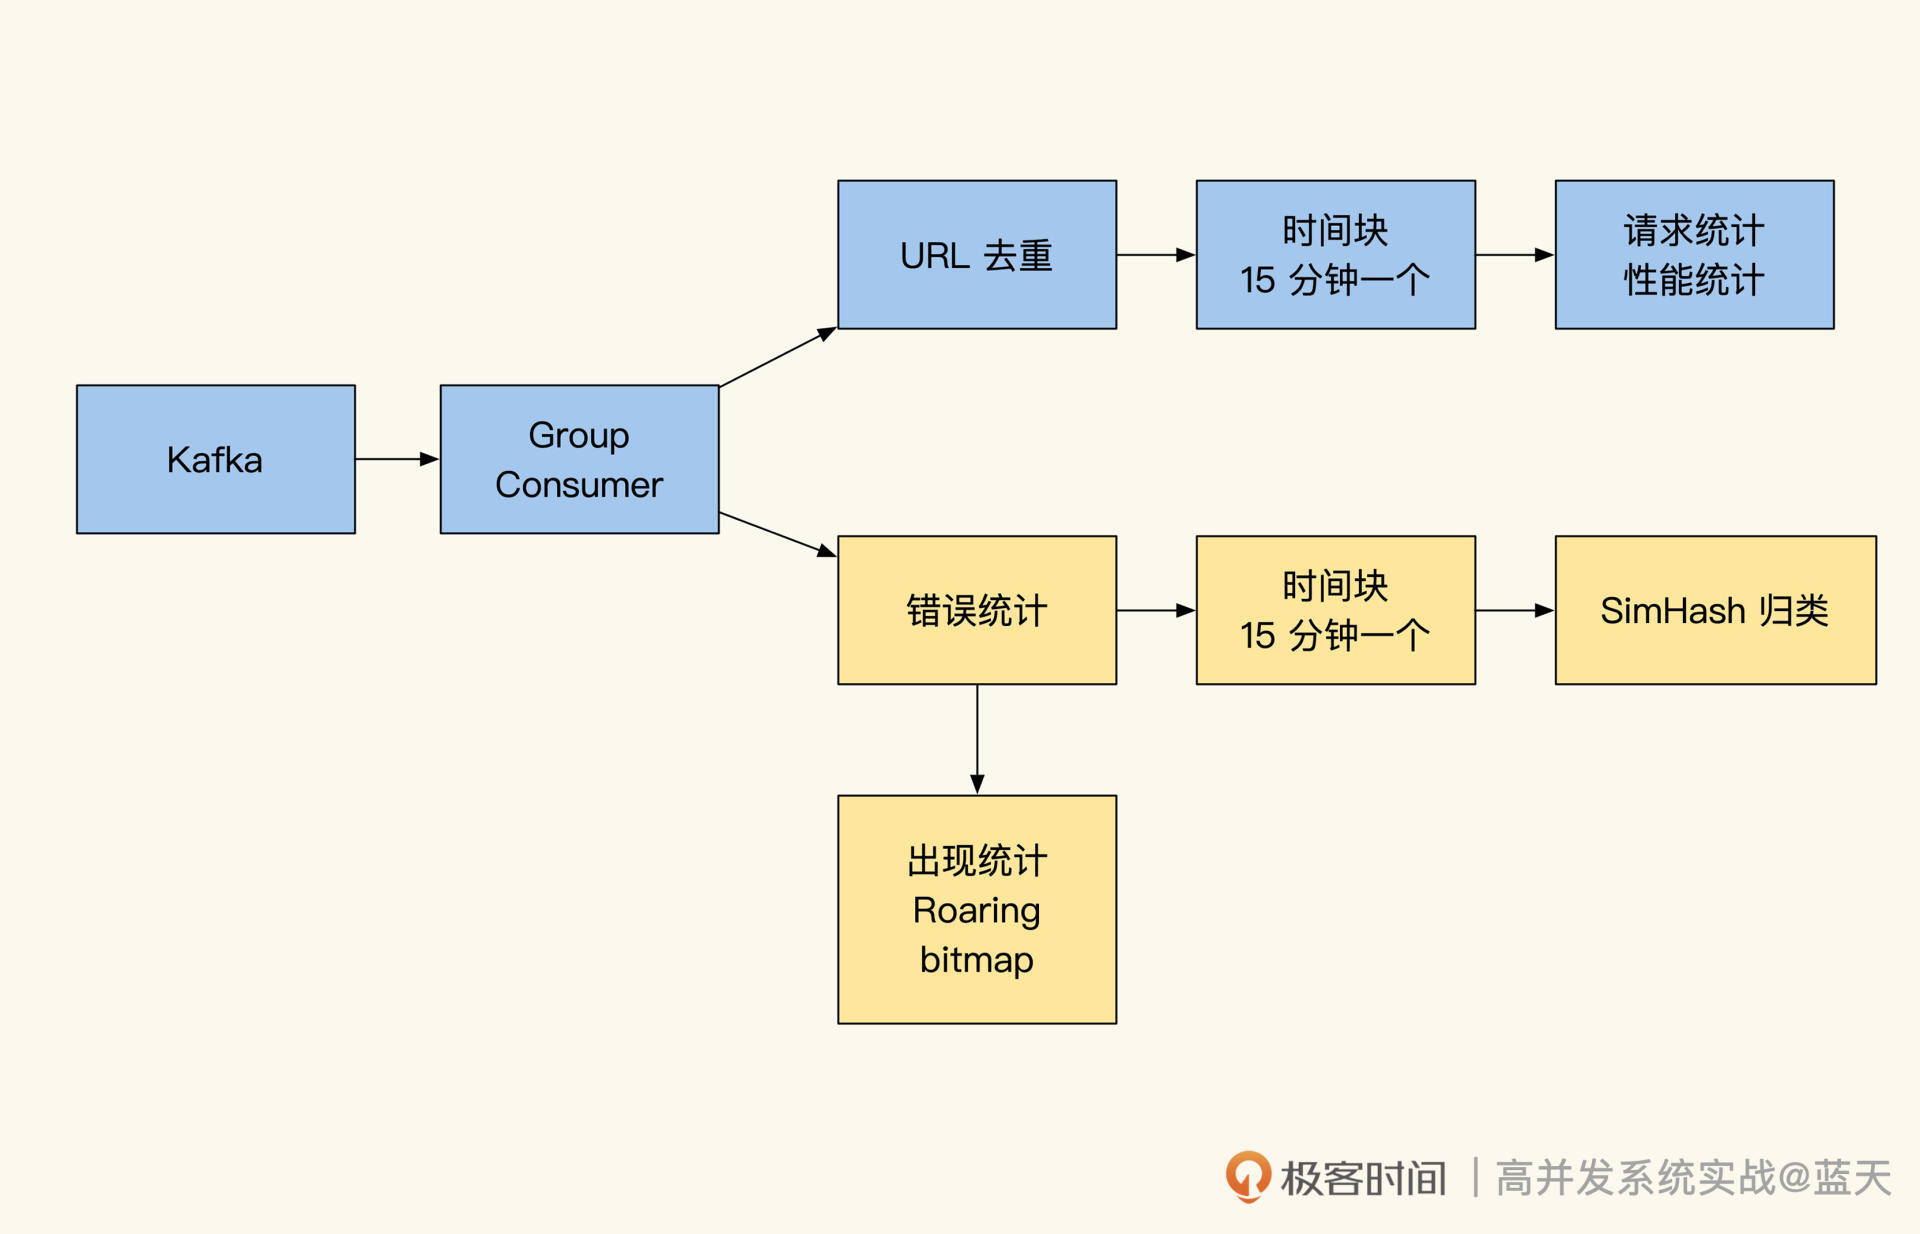 URL 去重
时间块
15 分钟一个
请求统计
性能统计
Kafka
Group
Consumer
错误统计
时间块
15 分钟一个
SimHash 归类
出现统计
Roaring
bitmap
极客时间 | 高并发系统实战@蓝天